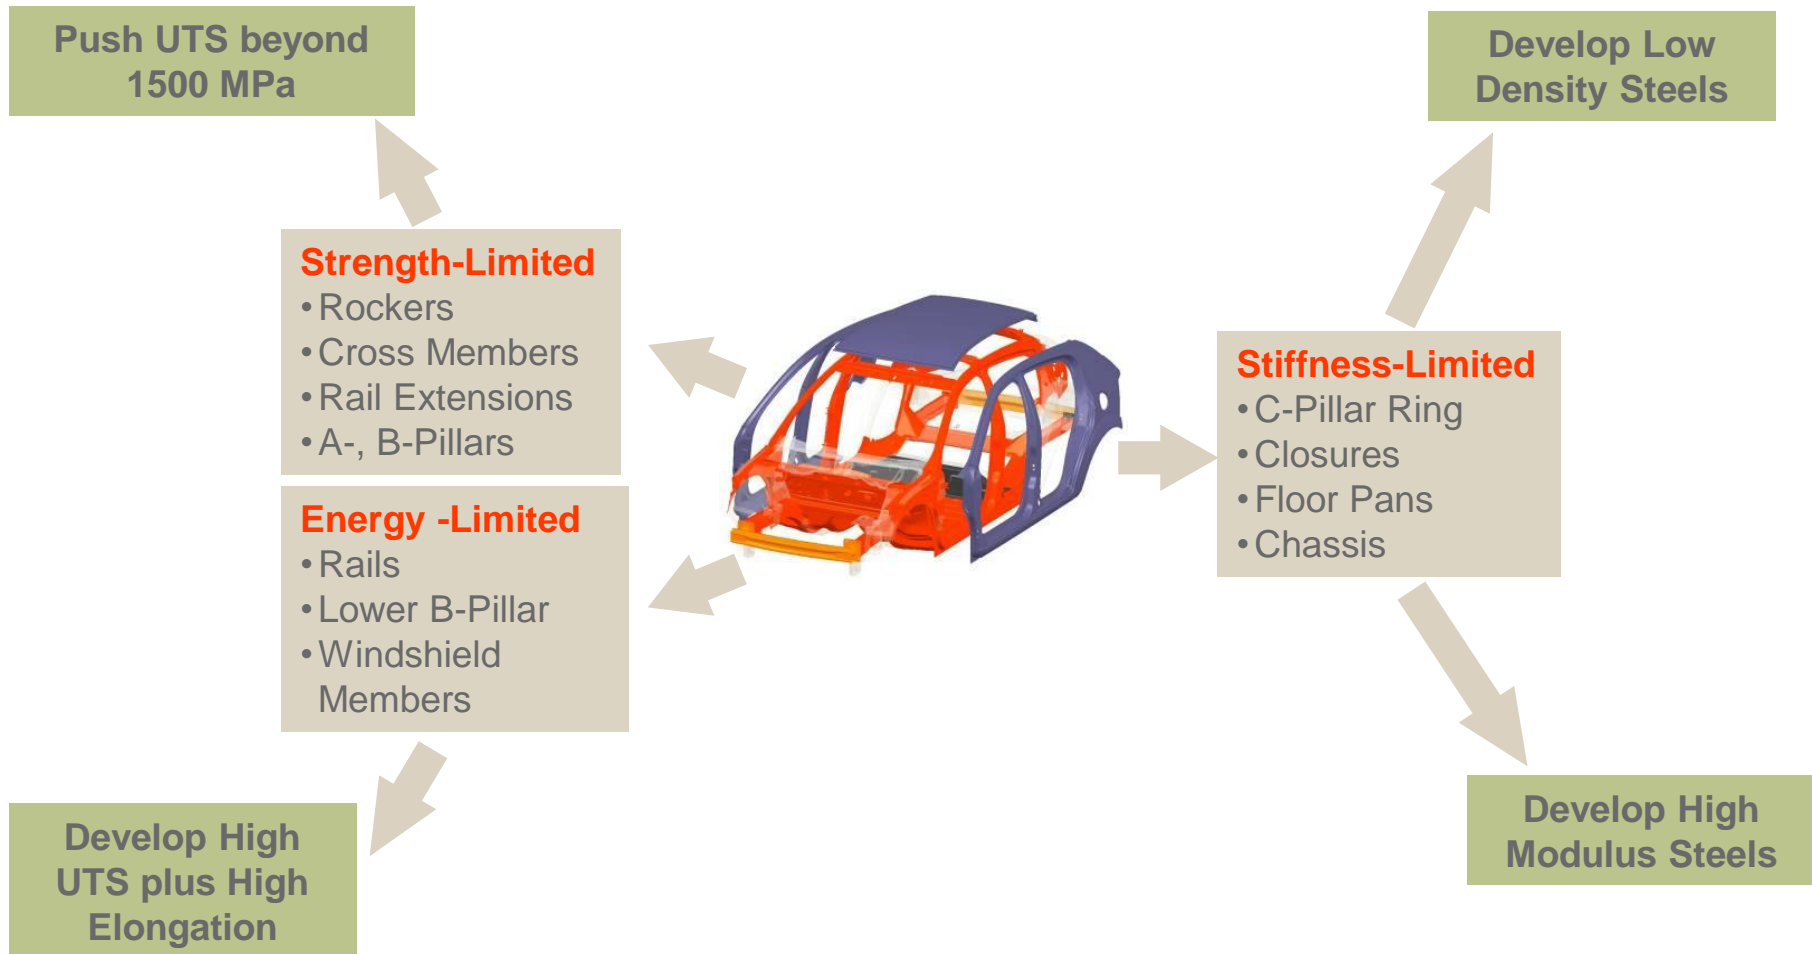 Push UTS beyond
1500 MPa
Develop Low
Density Steels
Strength-Limited
•Rockers
•Cross Members
•Rail Extensions
•A-, B-Pillars
Energy -Limited
•Rails
•Lower B-Pillar
•Windshield
Members
Stiffness-Limited
•C-Pillar Ring
•Closures
•Floor Pans
•Chassis
Develop High
UTS plus High
Elongation
Develop High
Modulus Steels